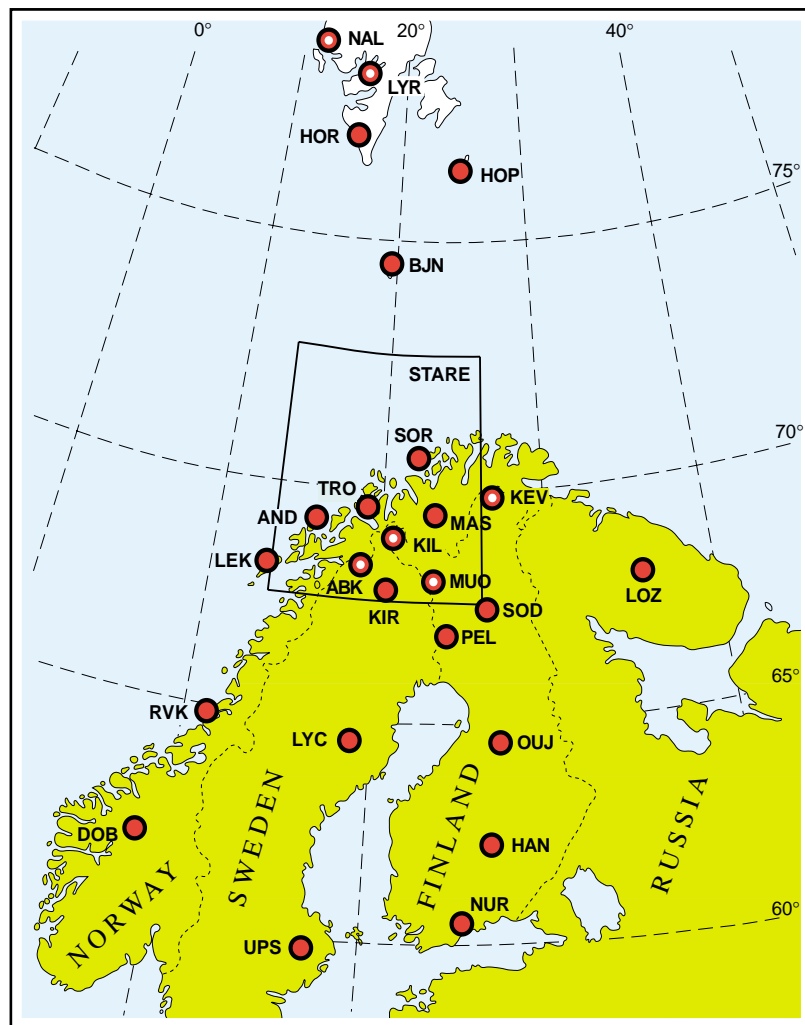 0° 20° 40°
NAL
LYR
HOR
HOP
75°
BJN
STARE
SOR
70°
TRO
KEV
AND
MAS
KIL
LEK
ABK
MUO
LOZ
KIR
SOD
PEL
65°
RVK
LYC
OUJ
DOB
HAN
NORWAY
SWEDEN
FINLAND
RUSSIA
NUR
60°
UPS